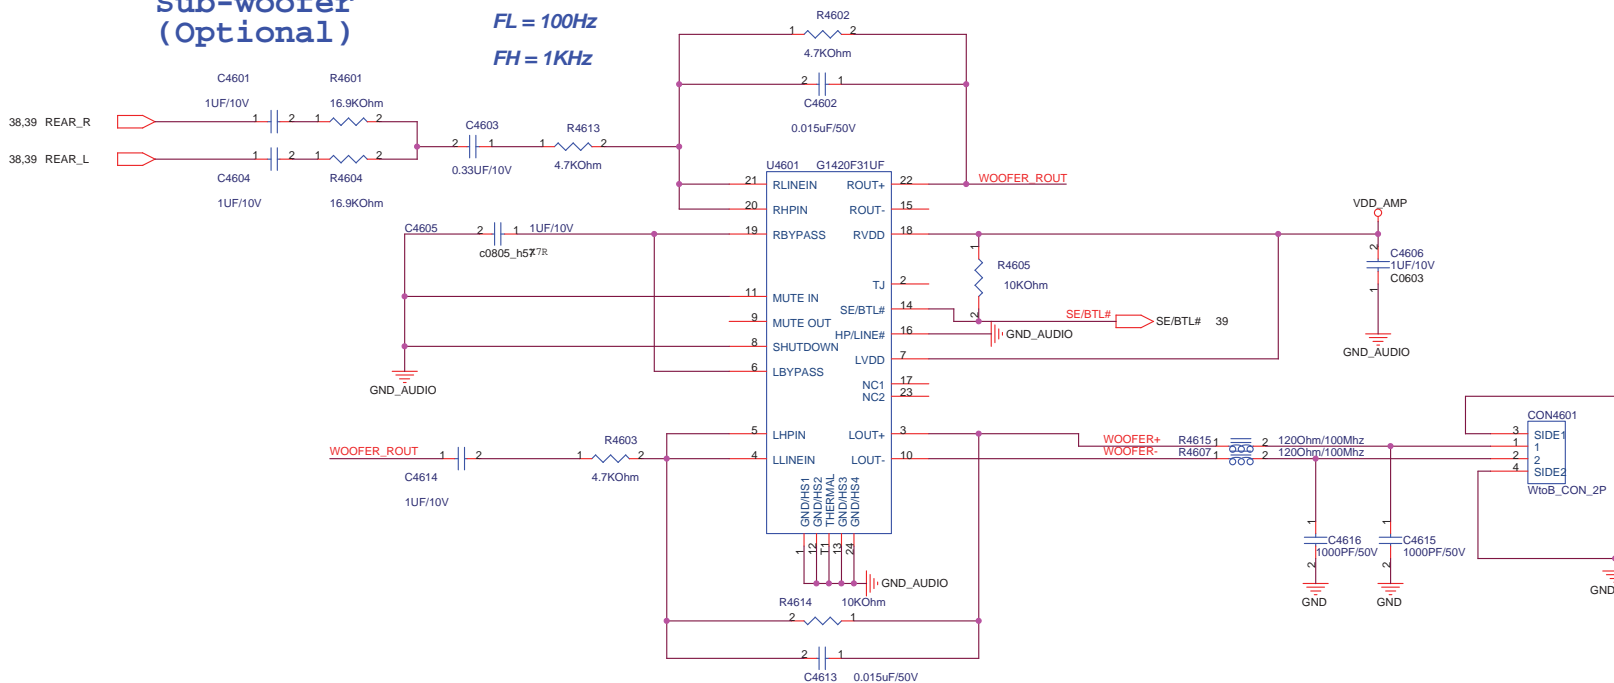 Sub-woofer
(Optional)
FL = 100Hz
FH = 1KHz
R4602
1 2
4.7KOhm
2 1
C4602
0.015uF/50V
C4601
1UF/10V
R4601
16.9KOhm
38,39 REAR_R
1 2 1 2
38,39 REAR_L
1 2 1 2
C4604
1UF/10V
R4604
16.9KOhm
C4603
2 1
0.33UF/10V
R4613
1 2
4.7KOhm
U4601 G1420F31UF
21 RLINEIN
20 RHPIN
19 RBYPASS
11 MUTE IN
9 MUTE OUT
8 SHUTDOWN
6 LBYPASS
5 LHPIN
4 LLINEIN
ROUT+ 22
ROUT- 15
RVDD 18
TJ 2
SE/BTL# 14
HP/LINE# 16
LVDD 7
NC1 17
NC2 23
LOUT+ 3
LOUT- 10
GND/HS1
GND/HS2
THERMAL
GND/HS3
GND/HS4
1
12
T1
13
24
GND_AUDIO
WOOFER_ROUT
C4605 2 1 1UF/10V
c0805_h57
GND_AUDIO
1
R4605
10KOhm
2
SE/BTL#
SE/BTL# 39
GND_AUDIO
VDD_AMP
2
C4606
1UF/10V
C0603
1
GND_AUDIO
WOOFER_ROUT 1 2
C4614
1UF/10V
R4603
1 2
4.7KOhm
WOOFER+ R4615 1 2 120Ohm/100Mhz
WOOFER- R4607 1 2 120Ohm/100Mhz
CON4601
3 SIDE1
1 1
2 2
4 SIDE2
WtoB_CON_2P
1
C4616
1000PF/50V
2
GND
1
C4615
1000PF/50V
2
GND
GND
R4614 10KOhm
2 1
2 1
C4613 0.015uF/50V